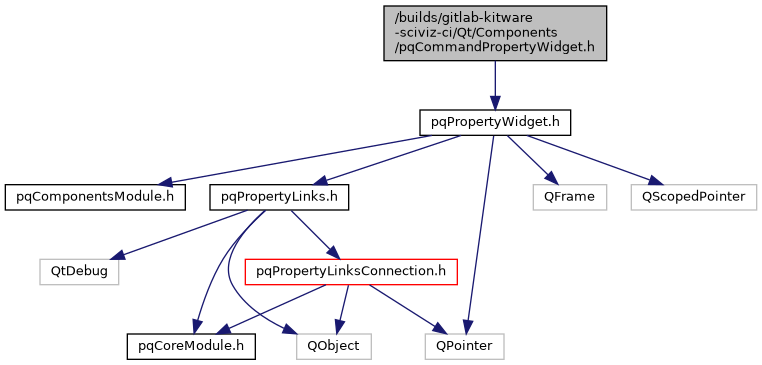 /builds/gitlab-kitware
-sciviz-ci/Qt/Components
/pqCommandPropertyWidget.h
pqPropertyWidget.h
pqComponentsModule.h
pqPropertyLinks.h
QFrame
QScopedPointer
QtDebug
pqPropertyLinksConnection.h
pqCoreModule.h
QObject
QPointer